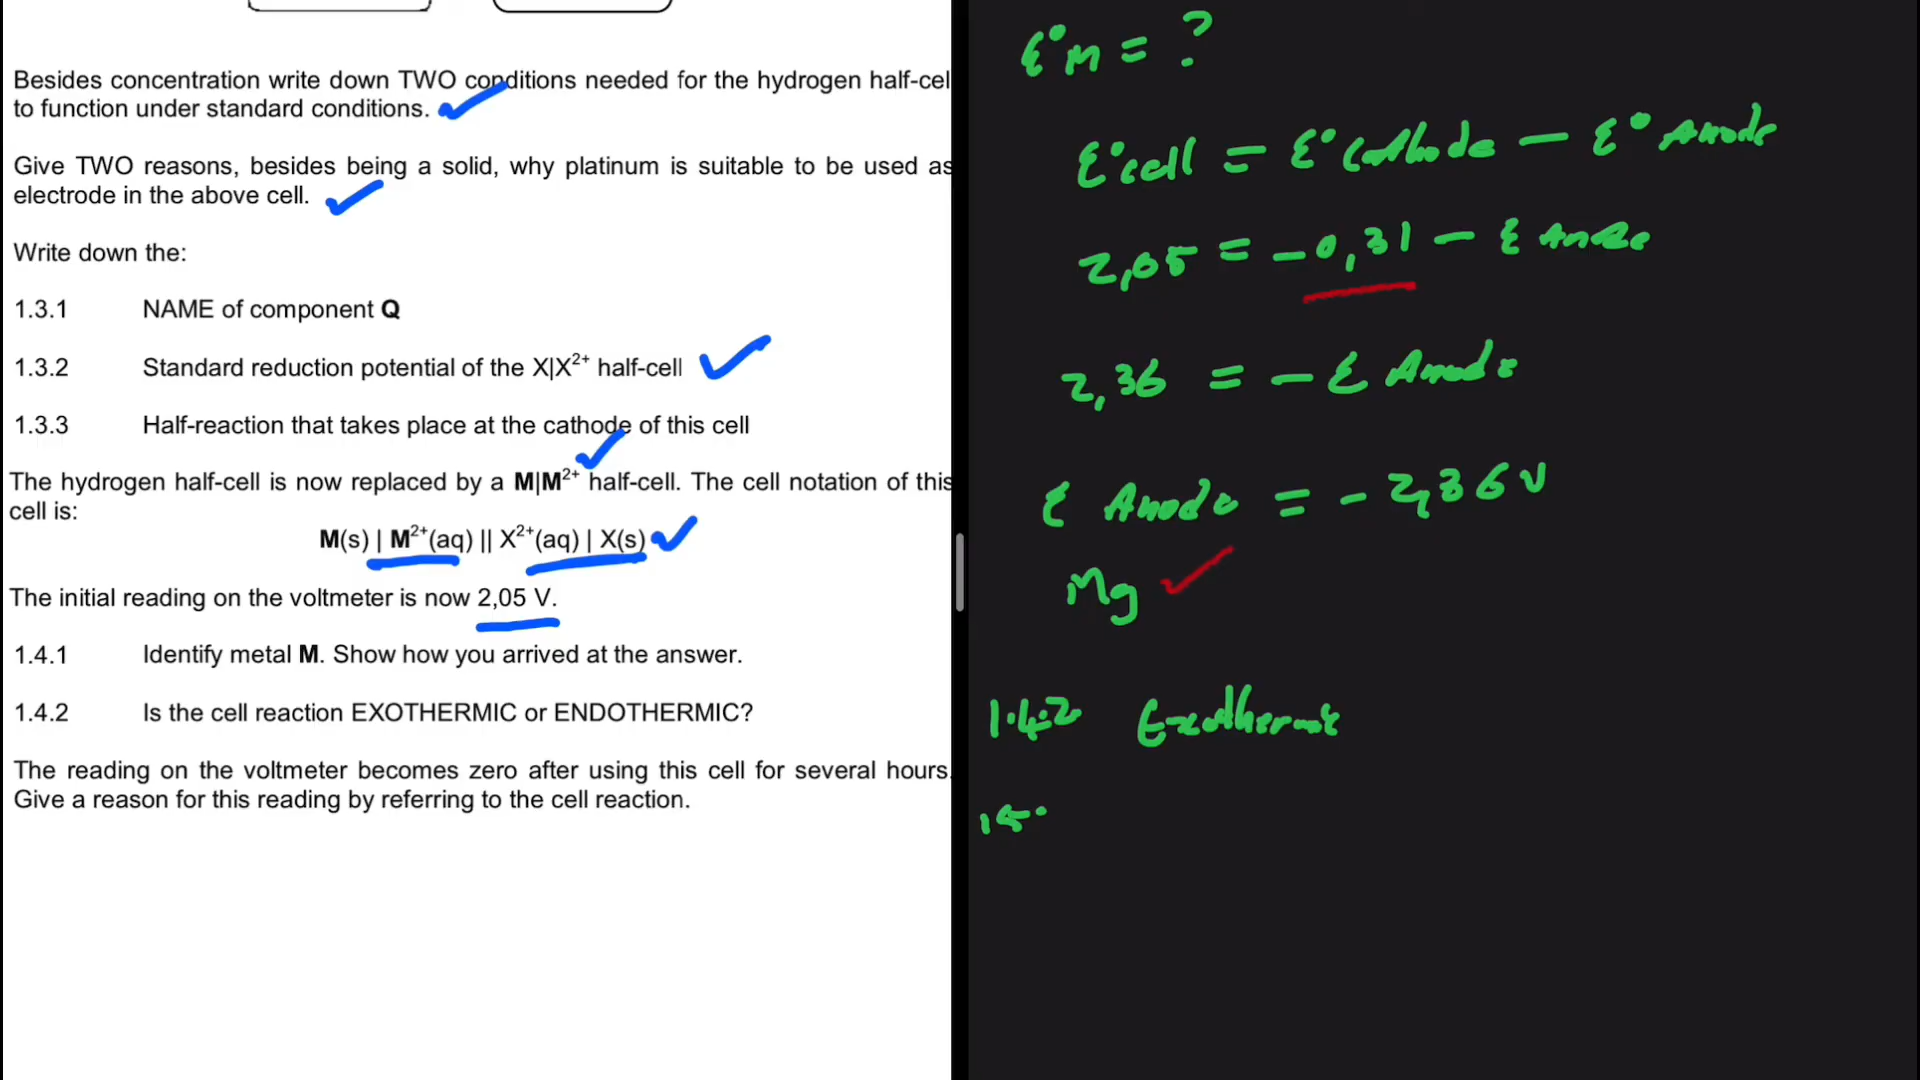 Besides concentration write down TWO conditions needed for the hydrogen half-cel
to function under standard conditions.
Give TWO reasons, besides being a solid, why platinum is suitable to be used as
electrode in the above cell.
Write down the:
1.3.1 NAME of component Q
1.3.2 Standard reduction potential of the X|X²⁺ half-cell
1.3.3 Half-reaction that takes place at the cathode of this cell
The hydrogen half-cell is now replaced by a M|M²⁺ half-cell. The cell notation of this
cell is:
M(s) | M²⁺(aq) || X²⁺(aq) | X(s)
The initial reading on the voltmeter is now 2,05 V.
1.4.1 Identify metal M. Show how you arrived at the answer.
1.4.2 Is the cell reaction EXOTHERMIC or ENDOTHERMIC?
The reading on the voltmeter becomes zero after using this cell for several hours.
Give a reason for this reading by referring to the cell reaction.
E°m = ?
E°cell = E°Cathode – E°Anode
2,05 = –0,31 – E Anode
2,36 = – E Anode
E Anode = –2,36 V
Mg
1.4.2 Exothermic
15.